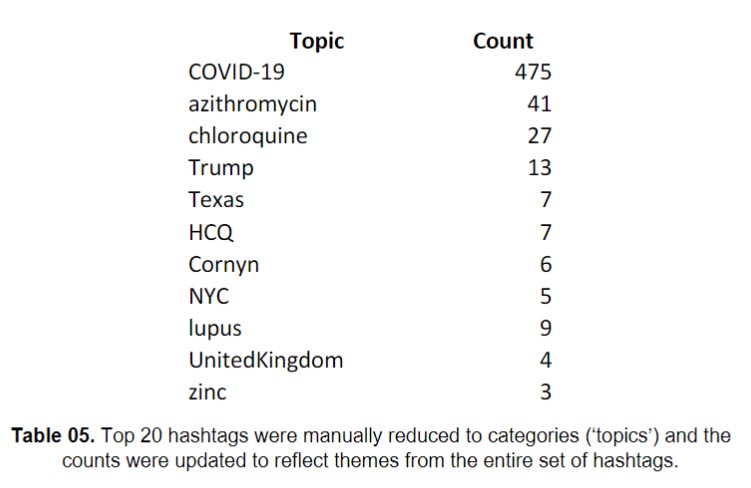 Topic Count
COVID-19 475
azithromycin 41
chloroquine 27
Trump 13
Texas 7
HCQ 7
Cornyn 6
NYC 5
lupus 9
UnitedKingdom 4
zinc 3
Table 05. Top 20 hashtags were manually reduced to categories (‘topics’) and the
counts were updated to reflect themes from the entire set of hashtags.